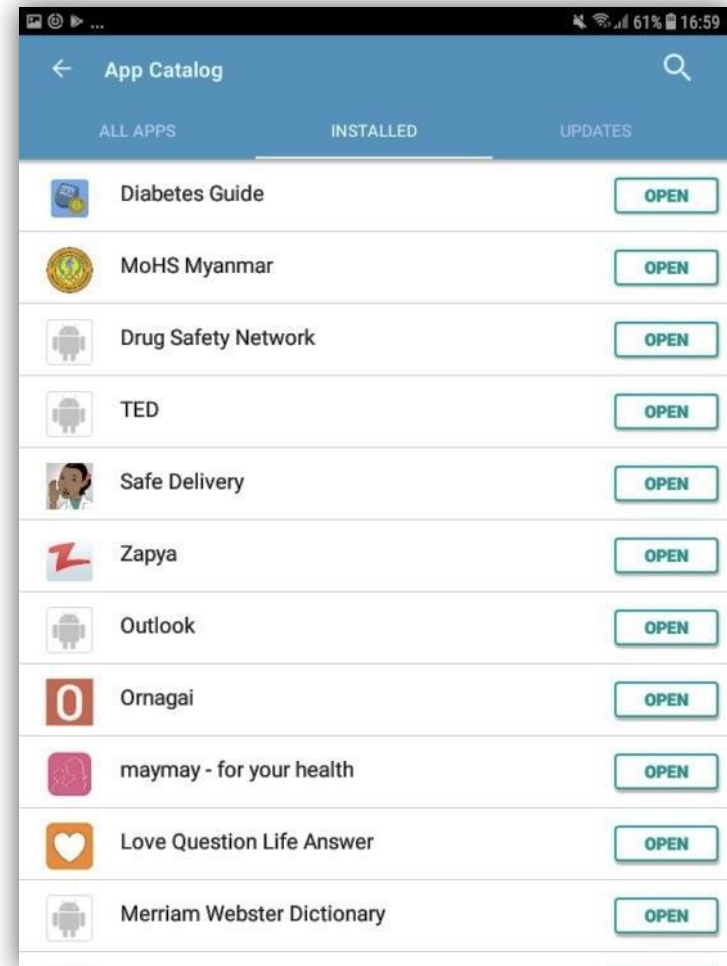 ... 61% 16:59
App Catalog
ALL APPS INSTALLED UPDATES
Diabetes Guide OPEN
MoHS Myanmar OPEN
Drug Safety Network OPEN
TED OPEN
Safe Delivery OPEN
Zapya OPEN
Outlook OPEN
O Ornagai OPEN
maymay - for your health OPEN
Love Question Life Answer OPEN
Merriam Webster Dictionary OPEN